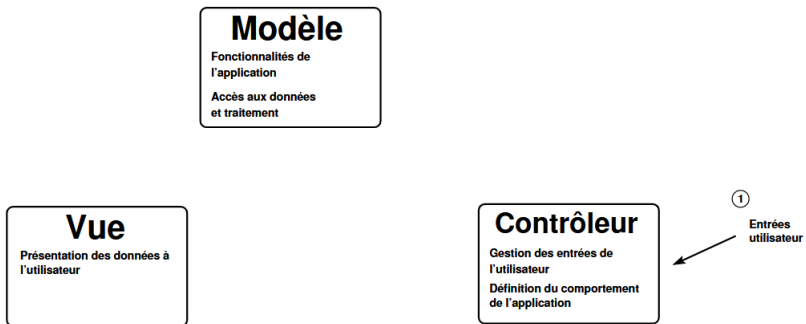 Modèle
Fonctionnalités de
l'application
Accès aux données
et traitement
Vue
Présentation des données à
l'utilisateur
Contrôleur
Gestion des entrées de
l'utilisateur
Définition du comportement
de l'application
1
Entrées
utilisateur